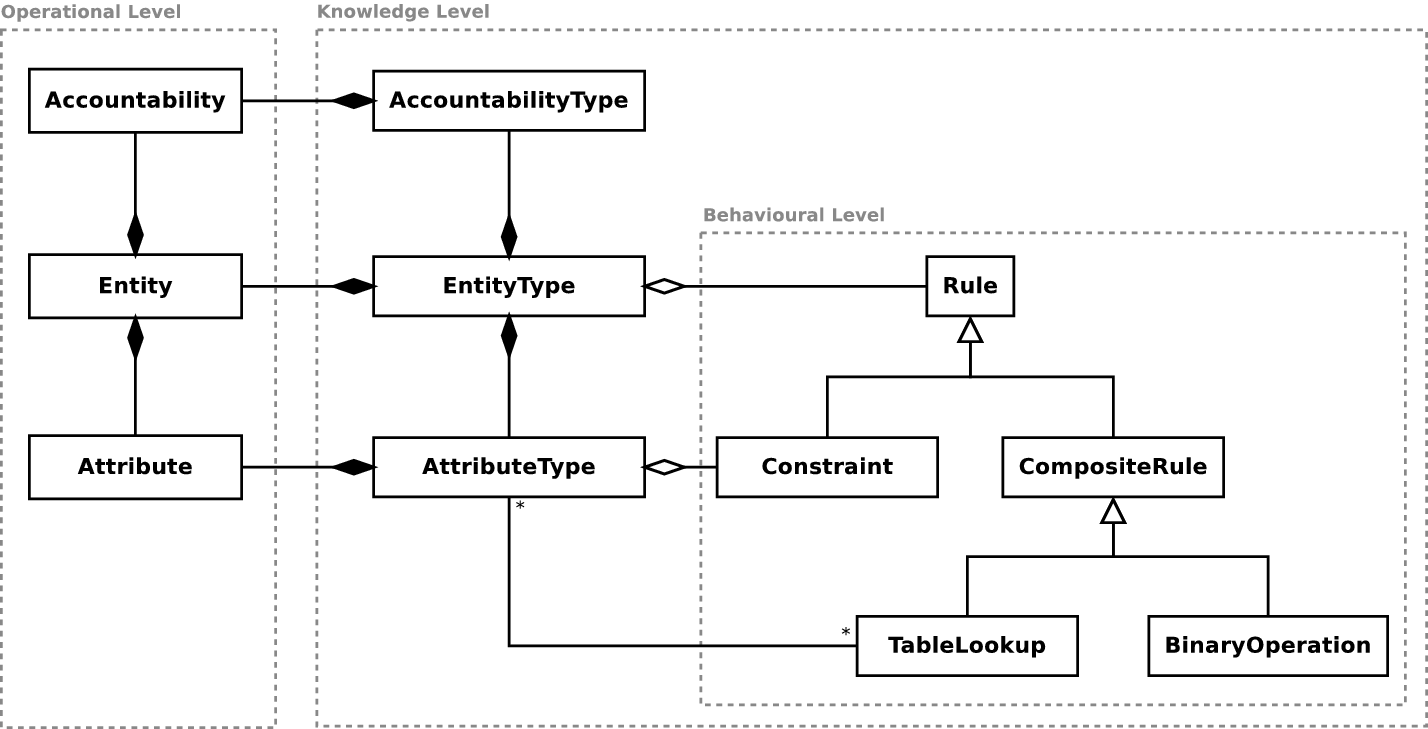 Operational Level
Knowledge Level
Accountability
AccountabilityType
Behavioural Level
Entity
EntityType
Rule
Attribute
AttributeType
Constraint
CompositeRule
*
*
TableLookup
BinaryOperation